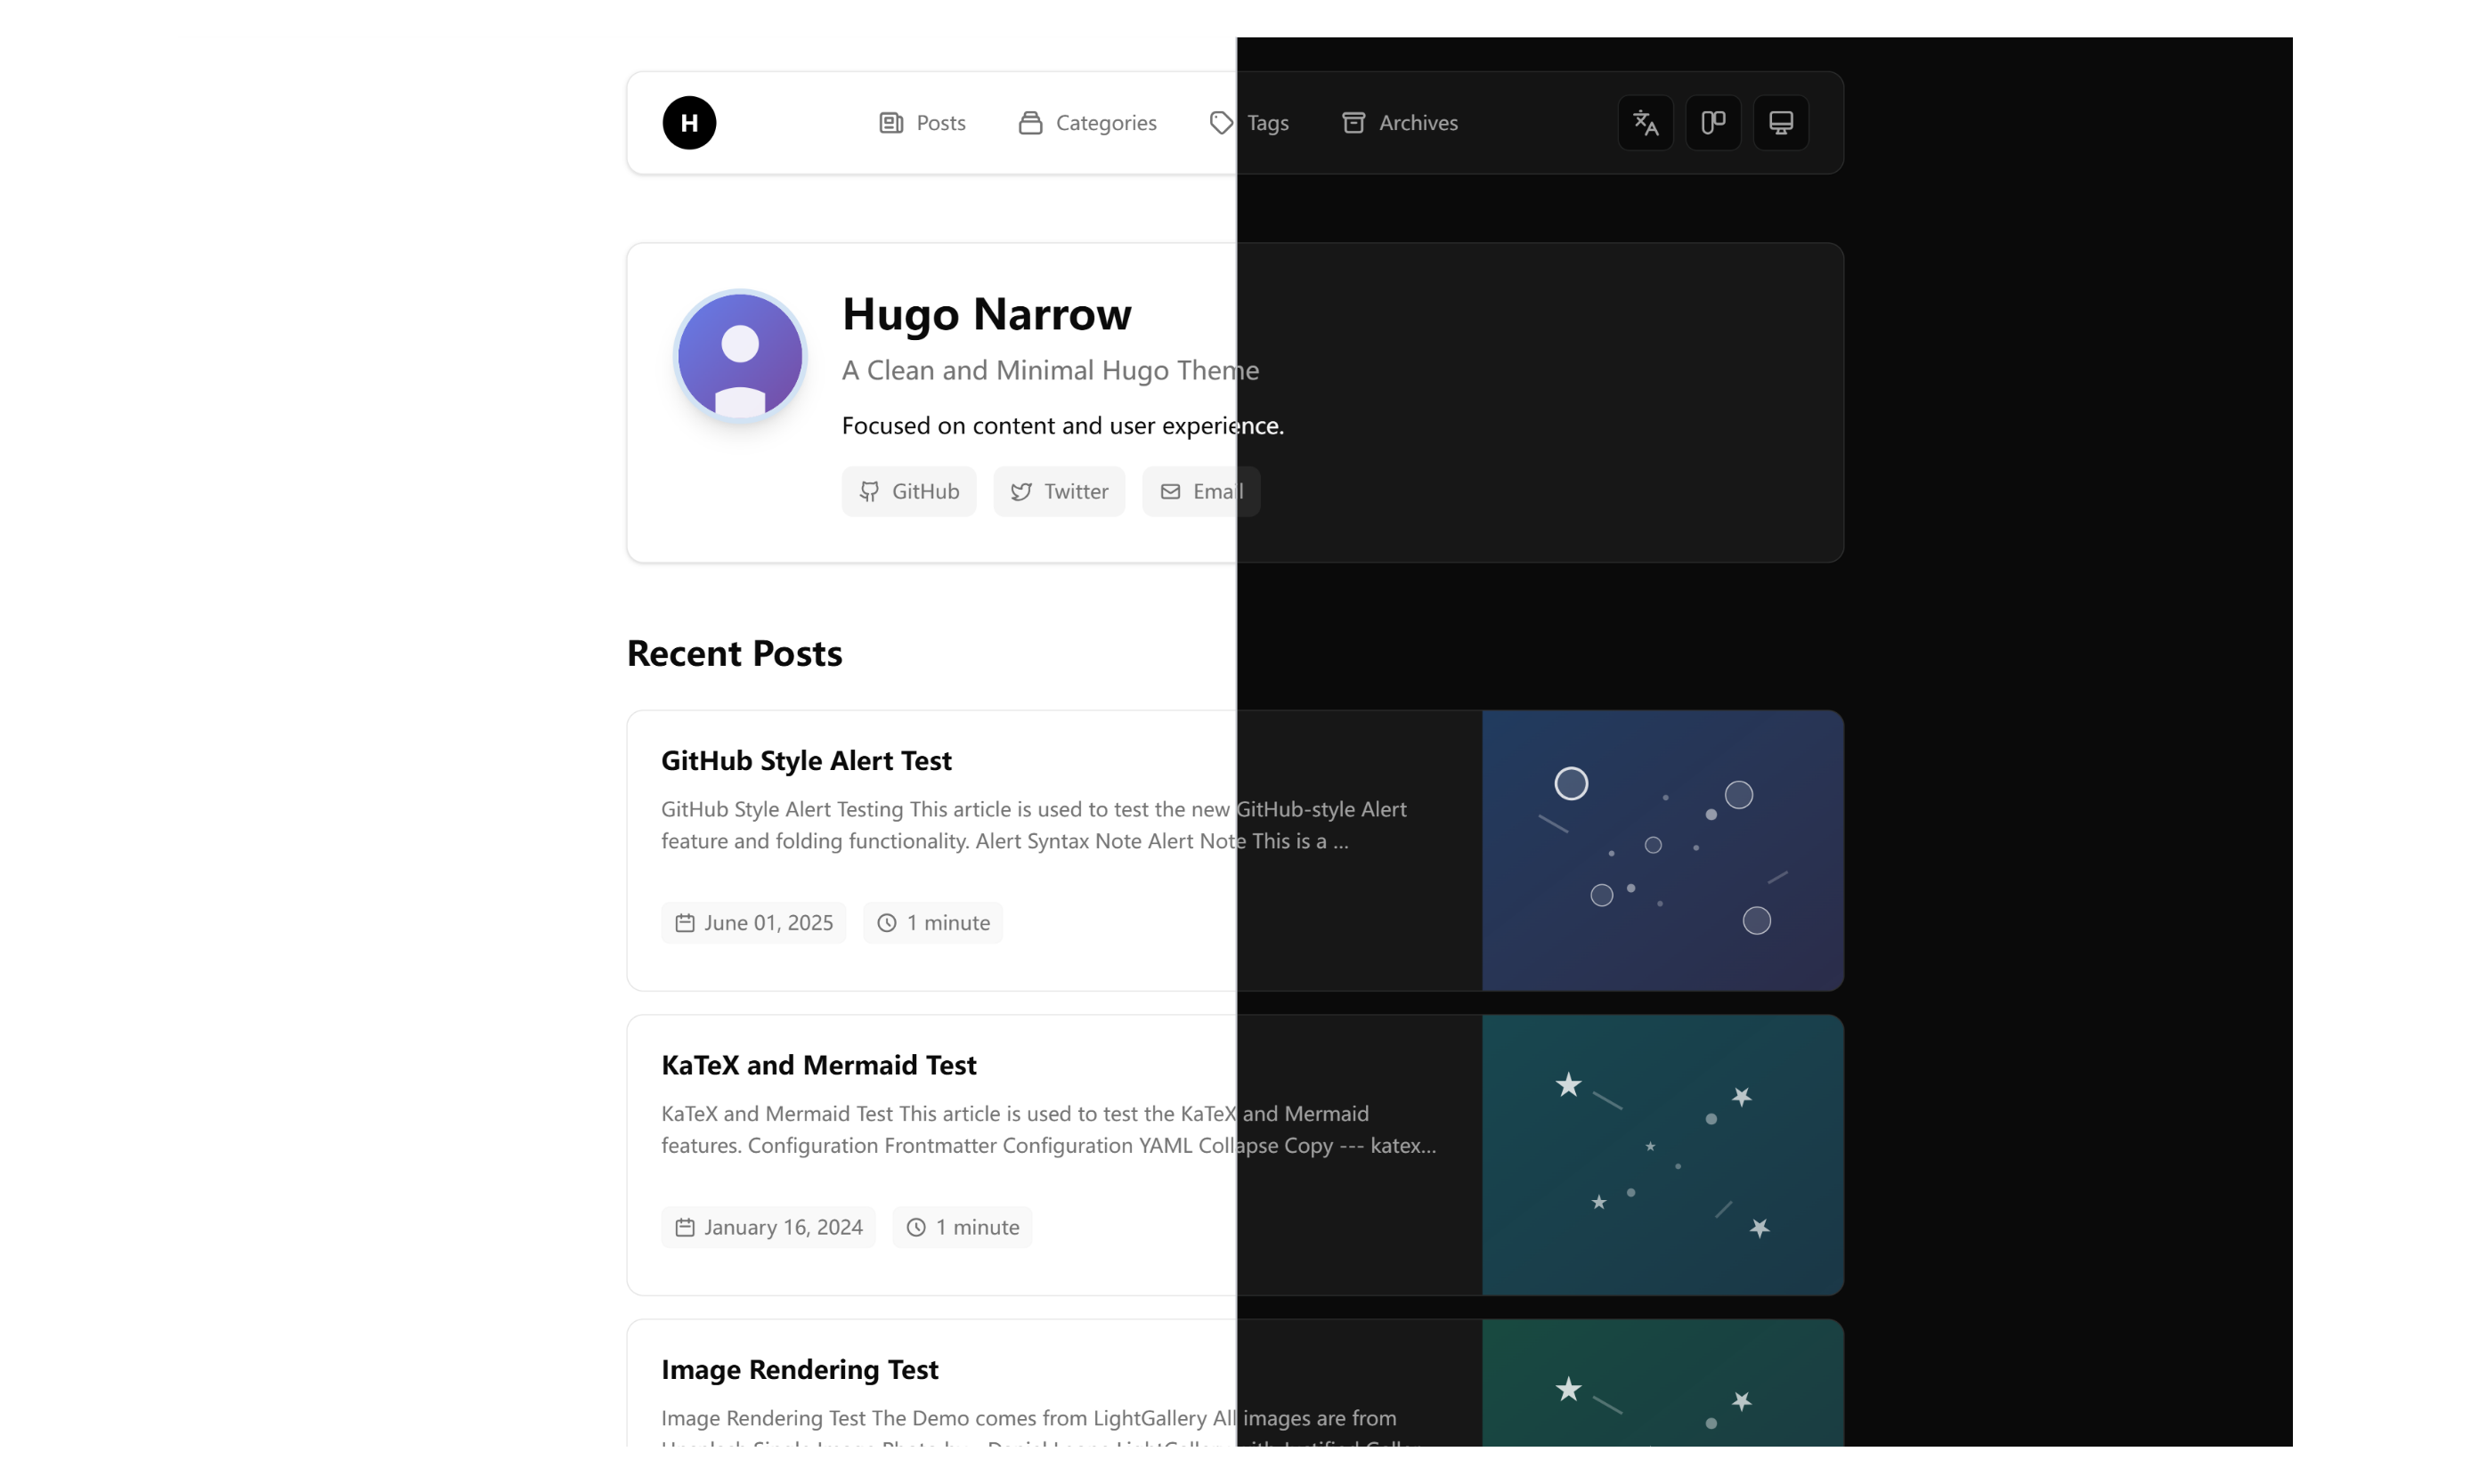 H Posts Categories Tags Archives
Hugo Narrow
A Clean and Minimal Hugo Theme
Focused on content and user experience.
GitHub Twitter Email
Recent Posts
GitHub Style Alert Test
GitHub Style Alert Testing This article is used to test the new GitHub-style Alert
feature and folding functionality. Alert Syntax Note Alert Note This is a ...
June 01, 2025 1 minute
KaTeX and Mermaid Test
KaTeX and Mermaid Test This article is used to test the KaTeX and Mermaid
features. Configuration Frontmatter Configuration YAML Collapse Copy --- katex...
January 16, 2024 1 minute
Image Rendering Test
Image Rendering Test The Demo comes from LightGallery All images are from